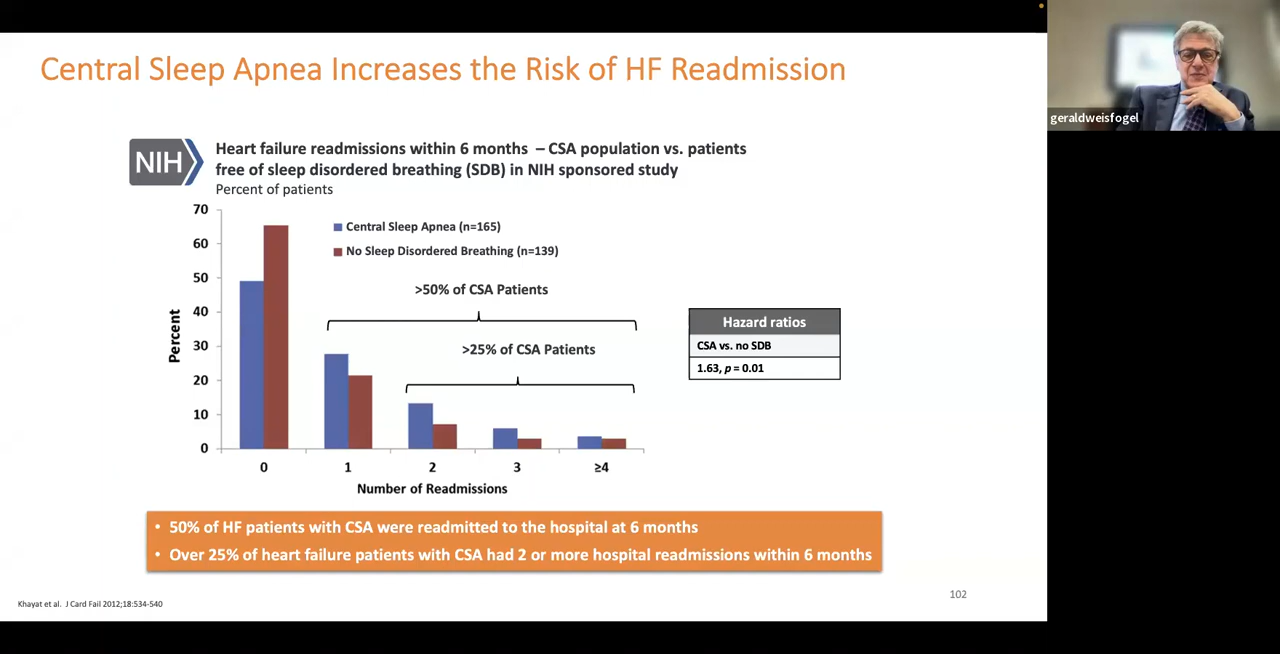 Central Sleep Apnea Increases the Risk of HF Readmission
geraldweisfogel
NIH
Heart failure readmissions within 6 months – CSA population vs. patients
free of sleep disordered breathing (SDB) in NIH sponsored study
Percent of patients
70
60
50
40
30
20
10
0
Percent
Central Sleep Apnea (n=165)
No Sleep Disordered Breathing (n=139)
>50% of CSA Patients
>25% of CSA Patients
0 1 2 3 ≥4
Number of Readmissions
Hazard ratios
CSA vs. no SDB
1.63, p = 0.01
• 50% of HF patients with CSA were readmitted to the hospital at 6 months
• Over 25% of heart failure patients with CSA had 2 or more hospital readmissions within 6 months
Khayat et al. J Card Fail 2012;18:534-540
102